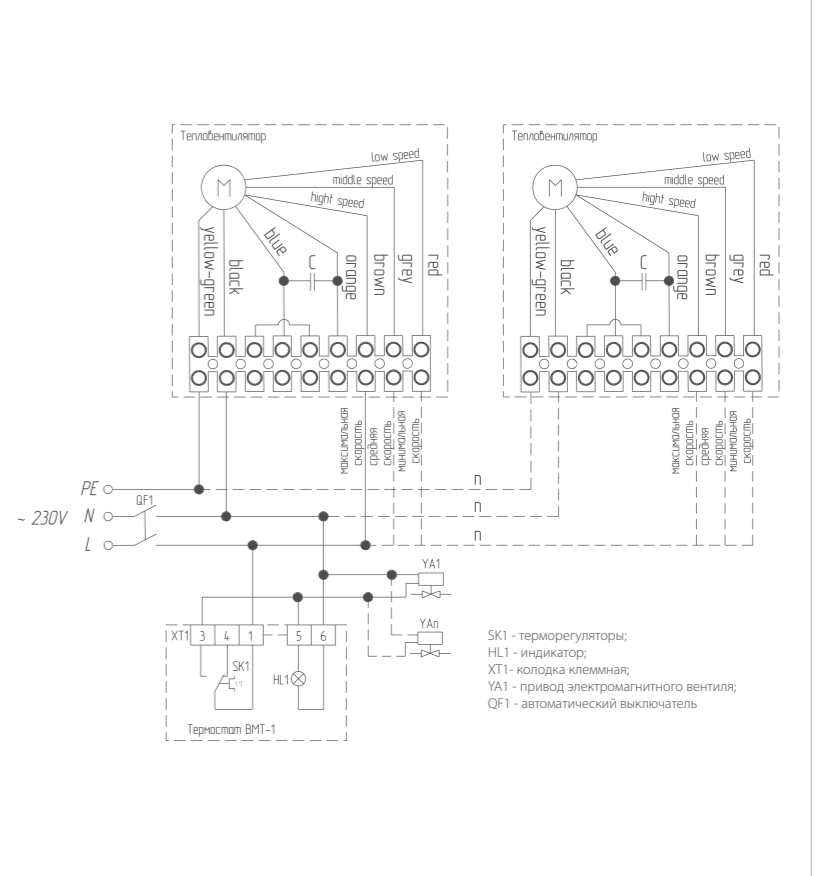 Тепловентилятор
low speed
middle speed
hight speed
M
yellow-green
black
blue
C
orange
brown
grey
red
Тепловентилятор
low speed
middle speed
hight speed
M
yellow-green
black
blue
C
orange
brown
grey
red
максимальная
скорость
средняя
скорость
минимальная
скорость
максимальная
скорость
средняя
скорость
минимальная
скорость
PE
n
QF1
~ 230V N
n
L
n
YA1
YAn
XT1 3 4 1 5 6
SK1
t,°C
HL1
Термостат ВМТ-1
SK1 - терморегуляторы;
HL1 - индикатор;
XT1- колодка клеммная;
YA1 - привод электромагнитного вентиля;
QF1 - автоматический выключатель